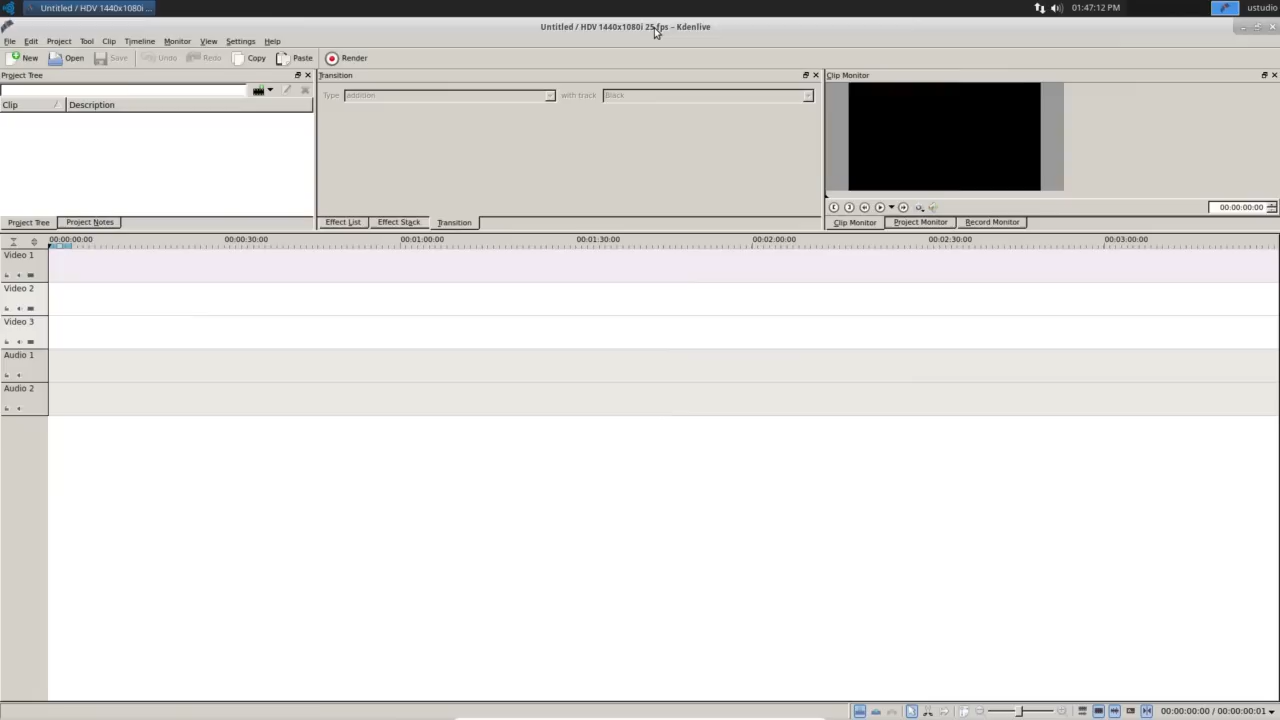 Untitled / HDV 1440x1080i ...
01:47:12 PM
ustudio
Untitled / HDV 1440x1080i 25 fps – Kdenlive
File Edit Project Tool Clip Timeline Monitor View Settings Help
New Open Save Undo Redo Copy Paste Render
Project Tree
Transition
Clip Monitor
Type addition with track Black
Clip Description
00:00:00:00
Project Tree Project Notes
Effect List Effect Stack Transition
Clip Monitor Project Monitor Record Monitor
00:00:00:00 00:00:30:00 00:01:00:00 00:01:30:00 00:02:00:00 00:02:30:00 00:03:00:00
Video 1
Video 2
Video 3
Audio 1
Audio 2
00:00:00:00 / 00:00:00:01